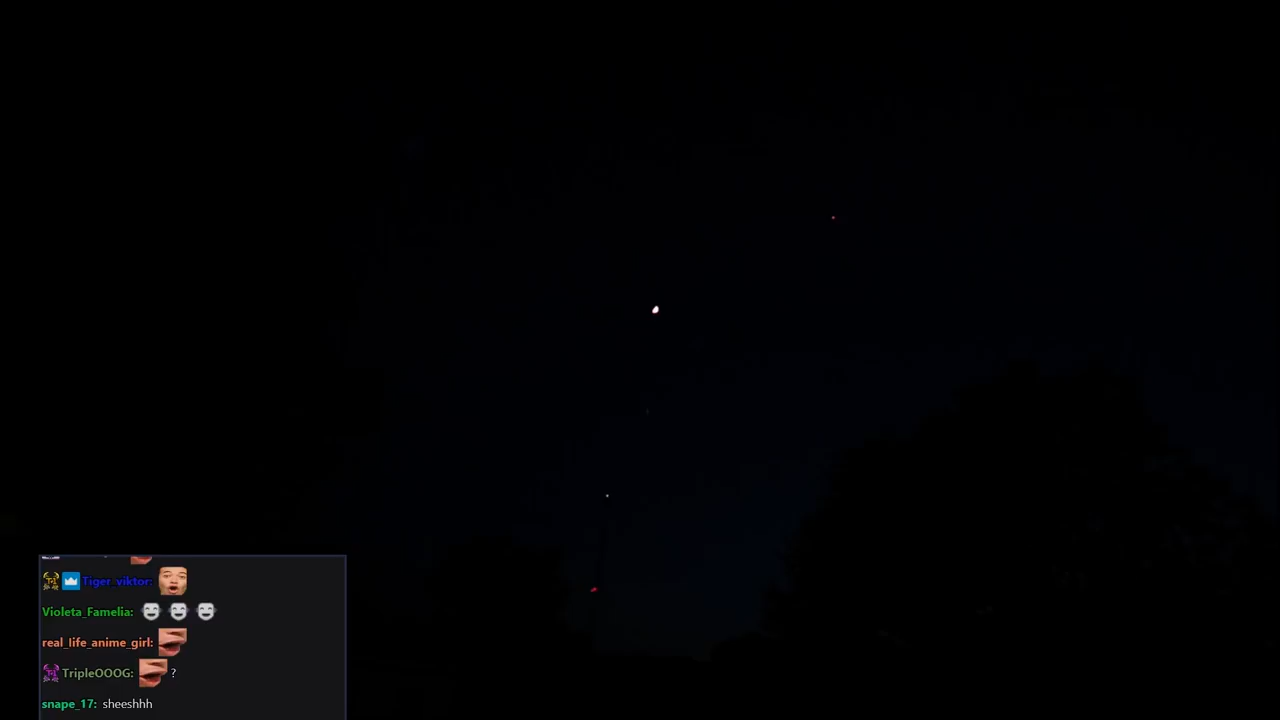 Tiger_viktor:
Violeta_Famelia:
real_life_anime_girl:
TripleOOOG: ?
snape_17: sheeshhh